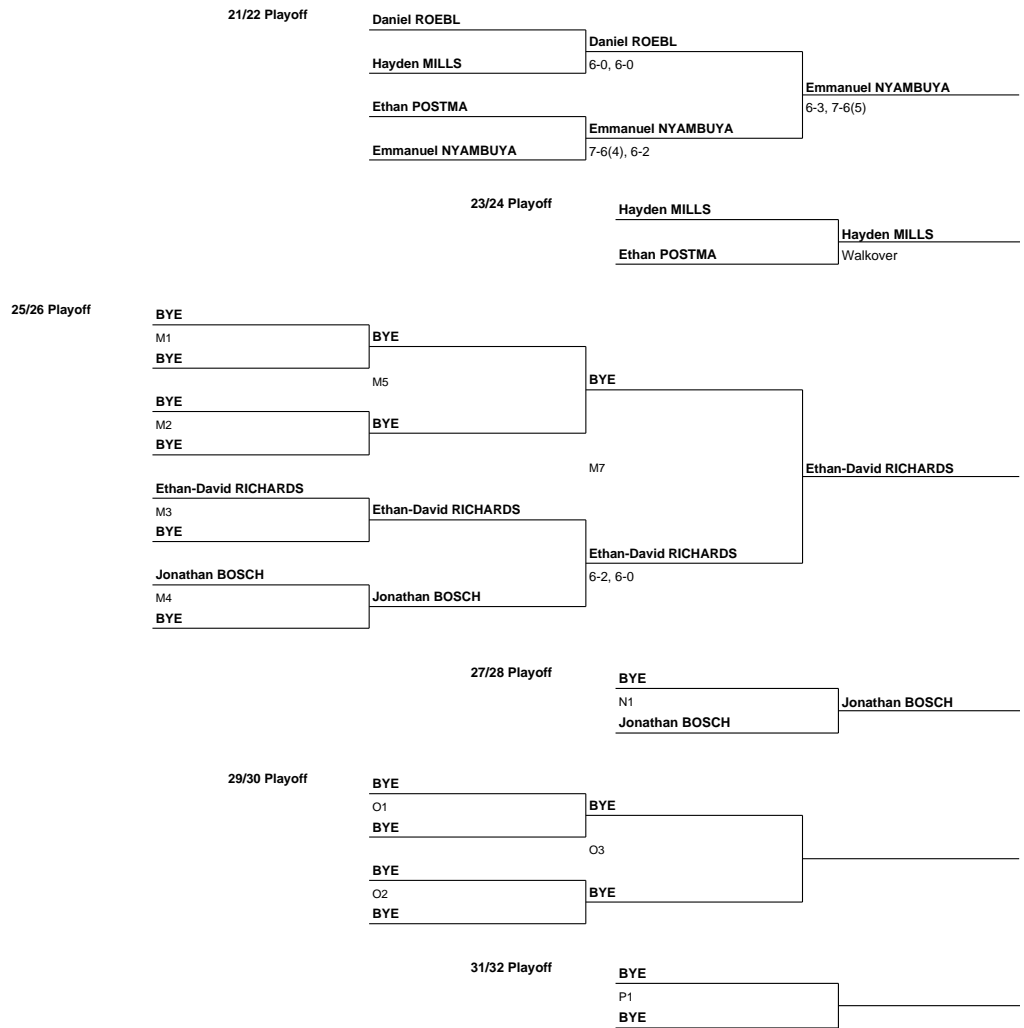 21/22 Playoff
Daniel ROEBL
Daniel ROEBL
Hayden MILLS
6-0, 6-0
Emmanuel NYAMBUYA
6-3, 7-6(5)
Ethan POSTMA
Emmanuel NYAMBUYA
Emmanuel NYAMBUYA
7-6(4), 6-2
23/24 Playoff
Hayden MILLS
Hayden MILLS
Ethan POSTMA
Walkover
25/26 Playoff
BYE
M1
BYE
BYE
M5
BYE
BYE
M2
BYE
BYE
M7
Ethan-David RICHARDS
Ethan-David RICHARDS
M3
Ethan-David RICHARDS
BYE
Ethan-David RICHARDS
6-2, 6-0
Jonathan BOSCH
M4
Jonathan BOSCH
BYE
27/28 Playoff
BYE
N1
Jonathan BOSCH
Jonathan BOSCH
29/30 Playoff
BYE
O1
BYE
BYE
O3
BYE
O2
BYE
BYE
31/32 Playoff
BYE
P1
BYE